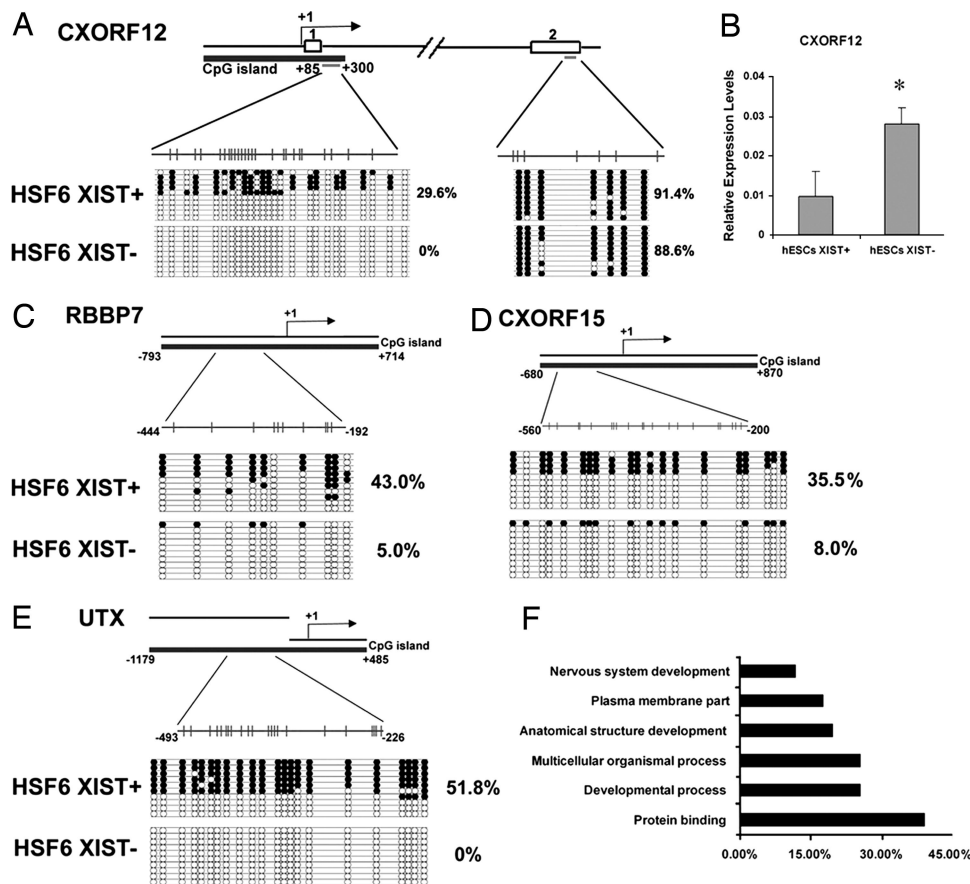 A CXORF12
+1
1
2
CpG island +85 +300
HSF6 XIST+ 29.6% 91.4%
HSF6 XIST- 0% 88.6%
B
CXORF12
Relative Expression Levels
0.04
0.03
0.02
0.01
0
*
hESCs XIST+ hESCs XIST-
C RBBP7
+1
CpG island
-793 +714
-444 -192
HSF6 XIST+ 43.0%
HSF6 XIST- 5.0%
D CXORF15
+1
CpG island
-680 +870
-560 -200
35.5%
8.0%
E UTX
+1
CpG island
-1179 +485
-493 -226
HSF6 XIST+ 51.8%
HSF6 XIST- 0%
F
Nervous system development
Plasma membrane part
Anatomical structure development
Multicellular organismal process
Developmental process
Protein binding
0.00% 15.00% 30.00% 45.00%